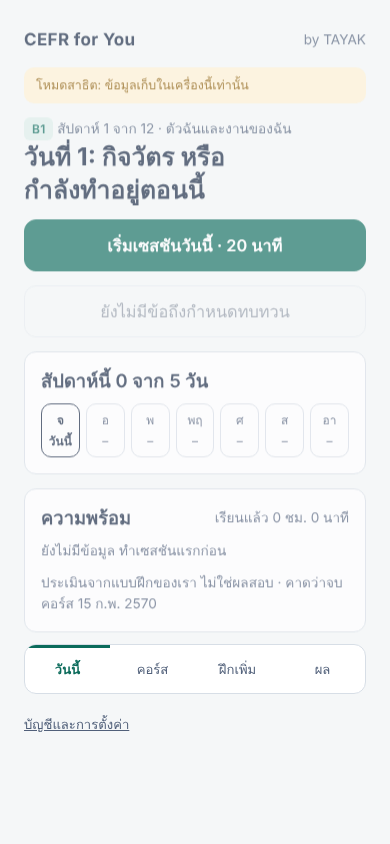 CEFR for You
by TAYAK
โหมดสาธิต: ข้อมูลเก็บในเครื่องนี้เท่านั้น
B1 สัปดาห์ 1 จาก 12 · ตัวฉันและงานของฉัน
วันที่ 1: กิจวัตร หรือ
กำลังทำอยู่ตอนนี้
เริ่มเซสชันวันนี้ · 20 นาที
ยังไม่มีข้อถึงกำหนดทบทวน
สัปดาห์นี้ 0 จาก 5 วัน
จ อ พ พฤ ศ ส อา
วันนี้ – – – – – –
ความพร้อม
เรียนแล้ว 0 ชม. 0 นาที
ยังไม่มีข้อมูล ทำเซสชันแรกก่อน
ประเมินจากแบบฝึกของเรา ไม่ใช่ผลสอบ · คาดว่าจบ
คอร์ส 15 ก.พ. 2570
วันนี้ คอร์ส ฝึกเพิ่ม ผล
บัญชีและการตั้งค่า